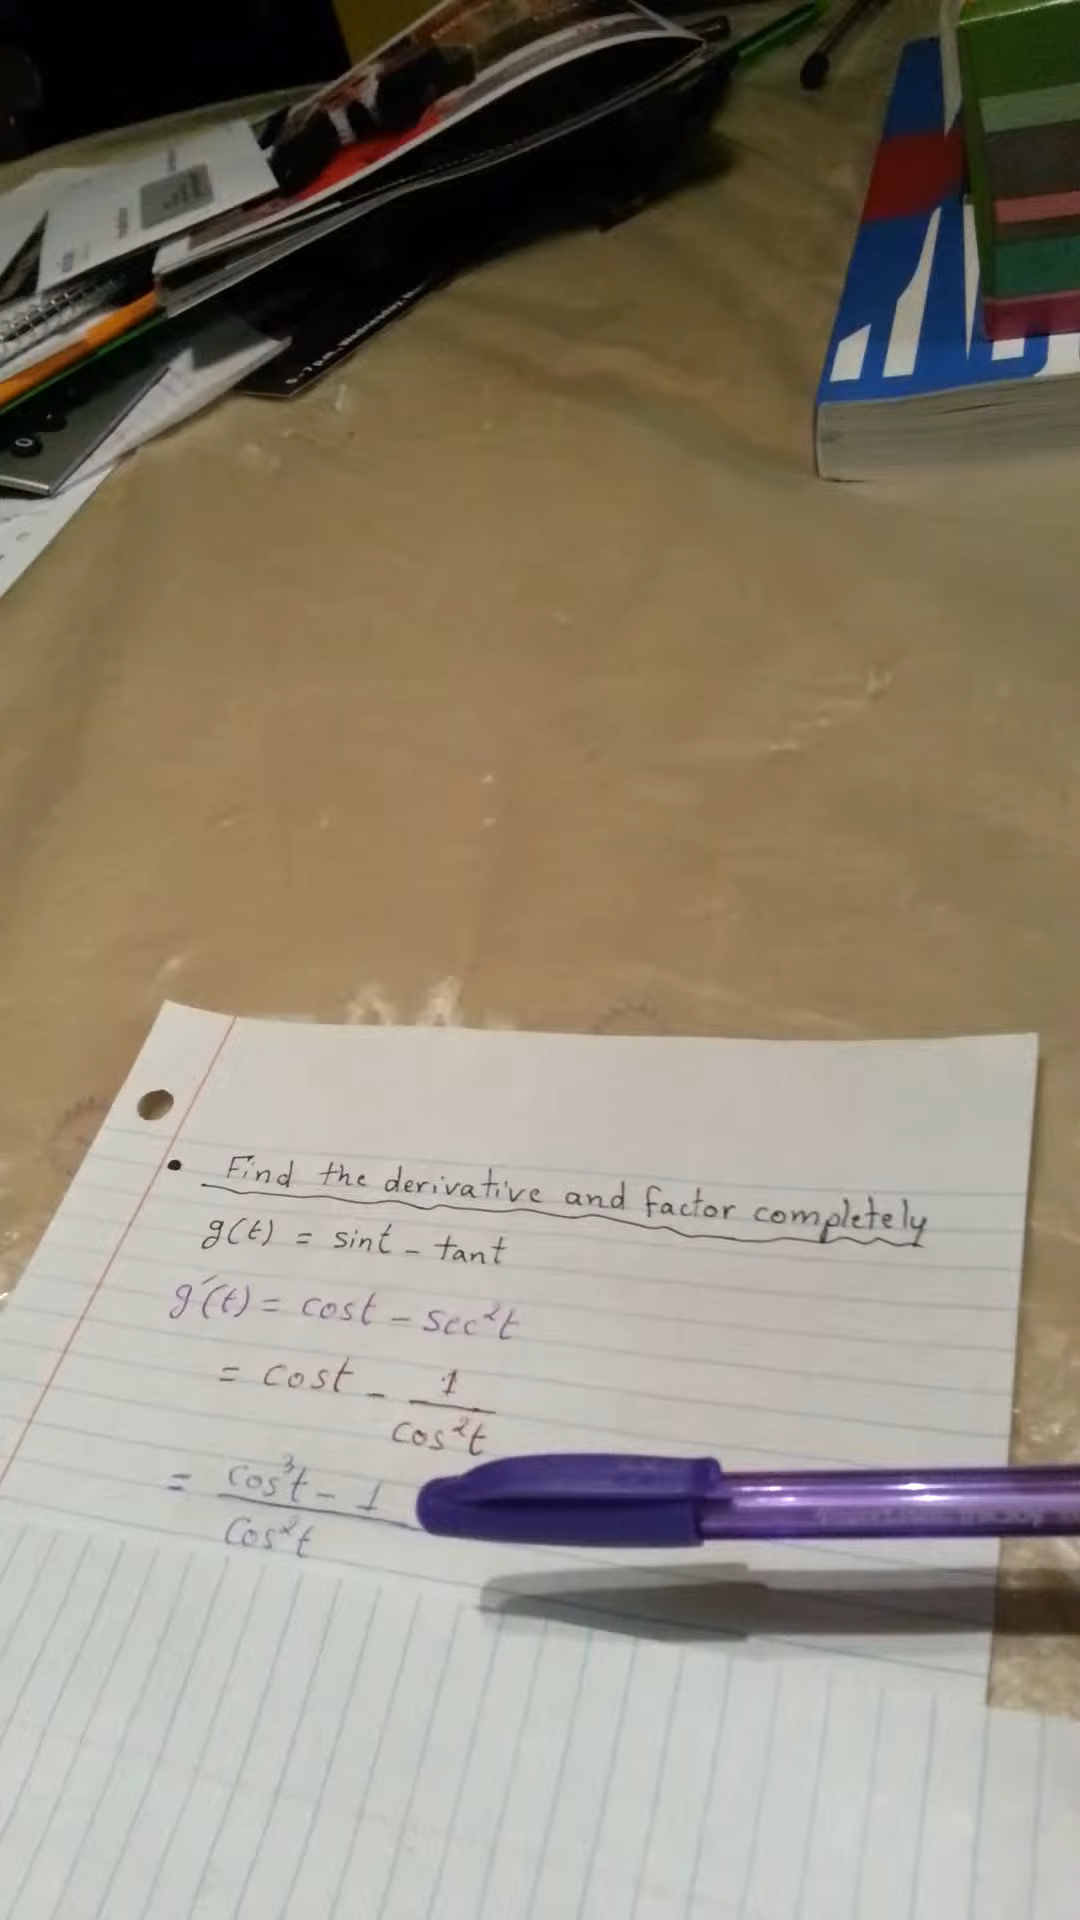 • Find the derivative and factor completely
g(t) = sint - tant
g'(t) = cost - sec²t
= cost - 1/cos²t
= cos³t - 1/cos²t